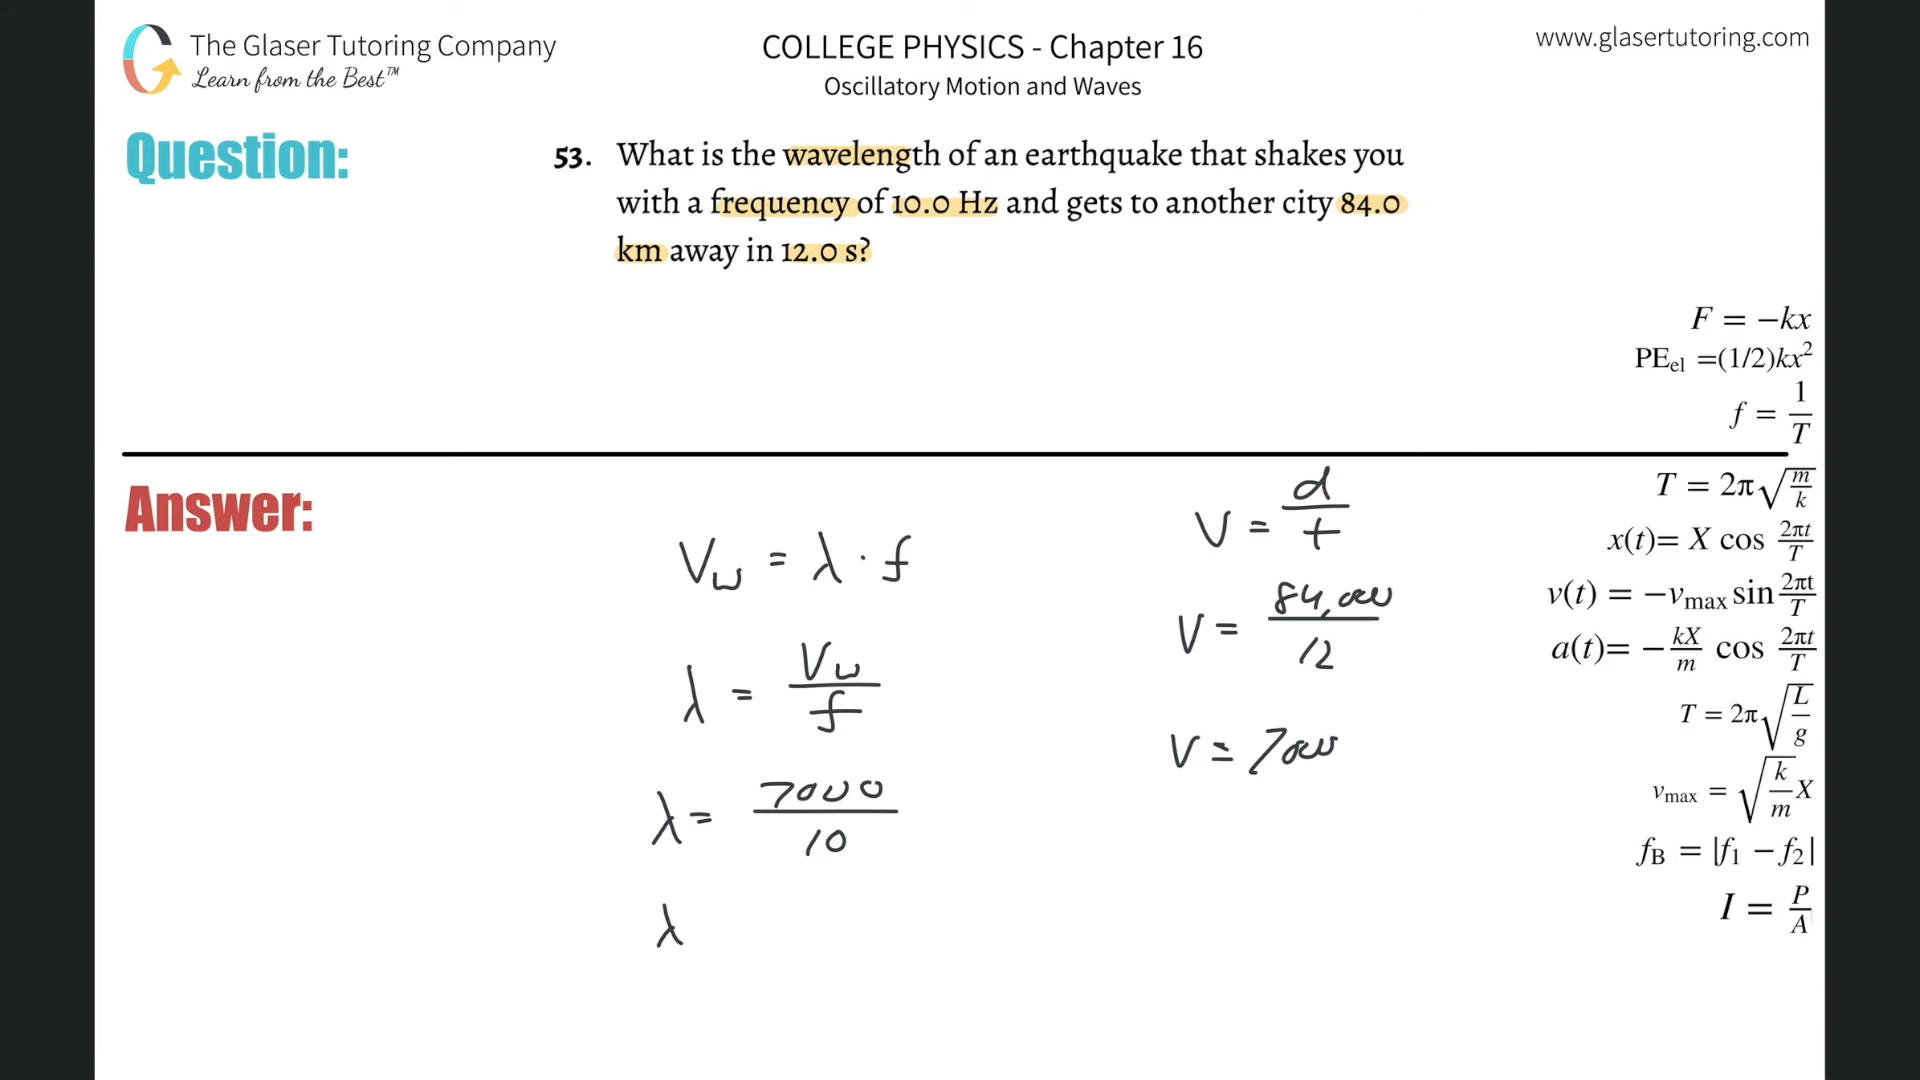 The Glaser Tutoring Company
Learn from the Best™
COLLEGE PHYSICS - Chapter 16
Oscillatory Motion and Waves
www.glasertutoring.com
Question:
53. What is the wavelength of an earthquake that shakes you
with a frequency of 10.0 Hz and gets to another city 84.0
km away in 12.0 s?
F = −kx
PEel =(1/2)kx²
f = 1/T
Answer:
Vw = λ · f
λ = Vw/f
λ = 7000/10
λ
V = d/t
V = 84,000/12
V = 7000
T = 2π√(m/k)
x(t)= X cos 2πt/T
v(t) = −vmax sin 2πt/T
a(t)= −kX/m cos 2πt/T
T = 2π√(L/g)
vmax = √(k/m)X
fB = |f1 − f2|
I = P/A